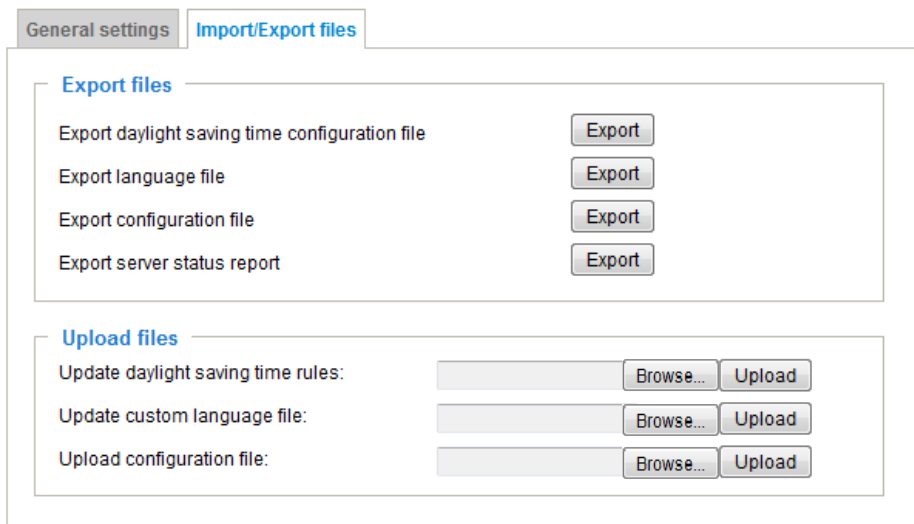 General settings Import/Export files
Export files
Export daylight saving time configuration file Export
Export language file Export
Export configuration file Export
Export server status report Export
Upload files
Update daylight saving time rules: Browse... Upload
Update custom language file: Browse... Upload
Upload configuration file: Browse... Upload